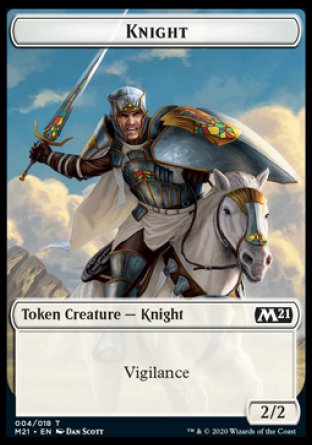 KNIGHT
Token Creature — Knight
M21
Vigilance
2/2
004/018 T
M21 • EN DAN SCOTT
™ & © 2020 Wizards of the Coast